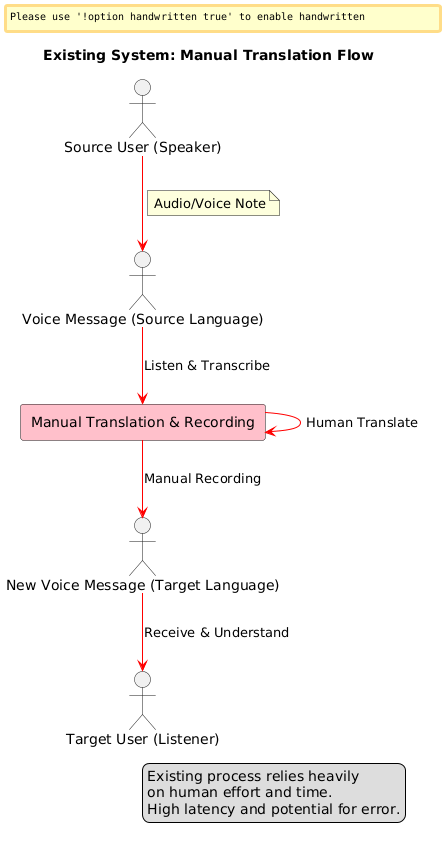 Please use '!option handwritten true' to enable handwritten
Existing System: Manual Translation Flow
Source User (Speaker)
Audio/Voice Note
Voice Message (Source Language)
Listen & Transcribe
Manual Translation & Recording
Human Translate
Manual Recording
New Voice Message (Target Language)
Receive & Understand
Target User (Listener)
Existing process relies heavily
on human effort and time.
High latency and potential for error.